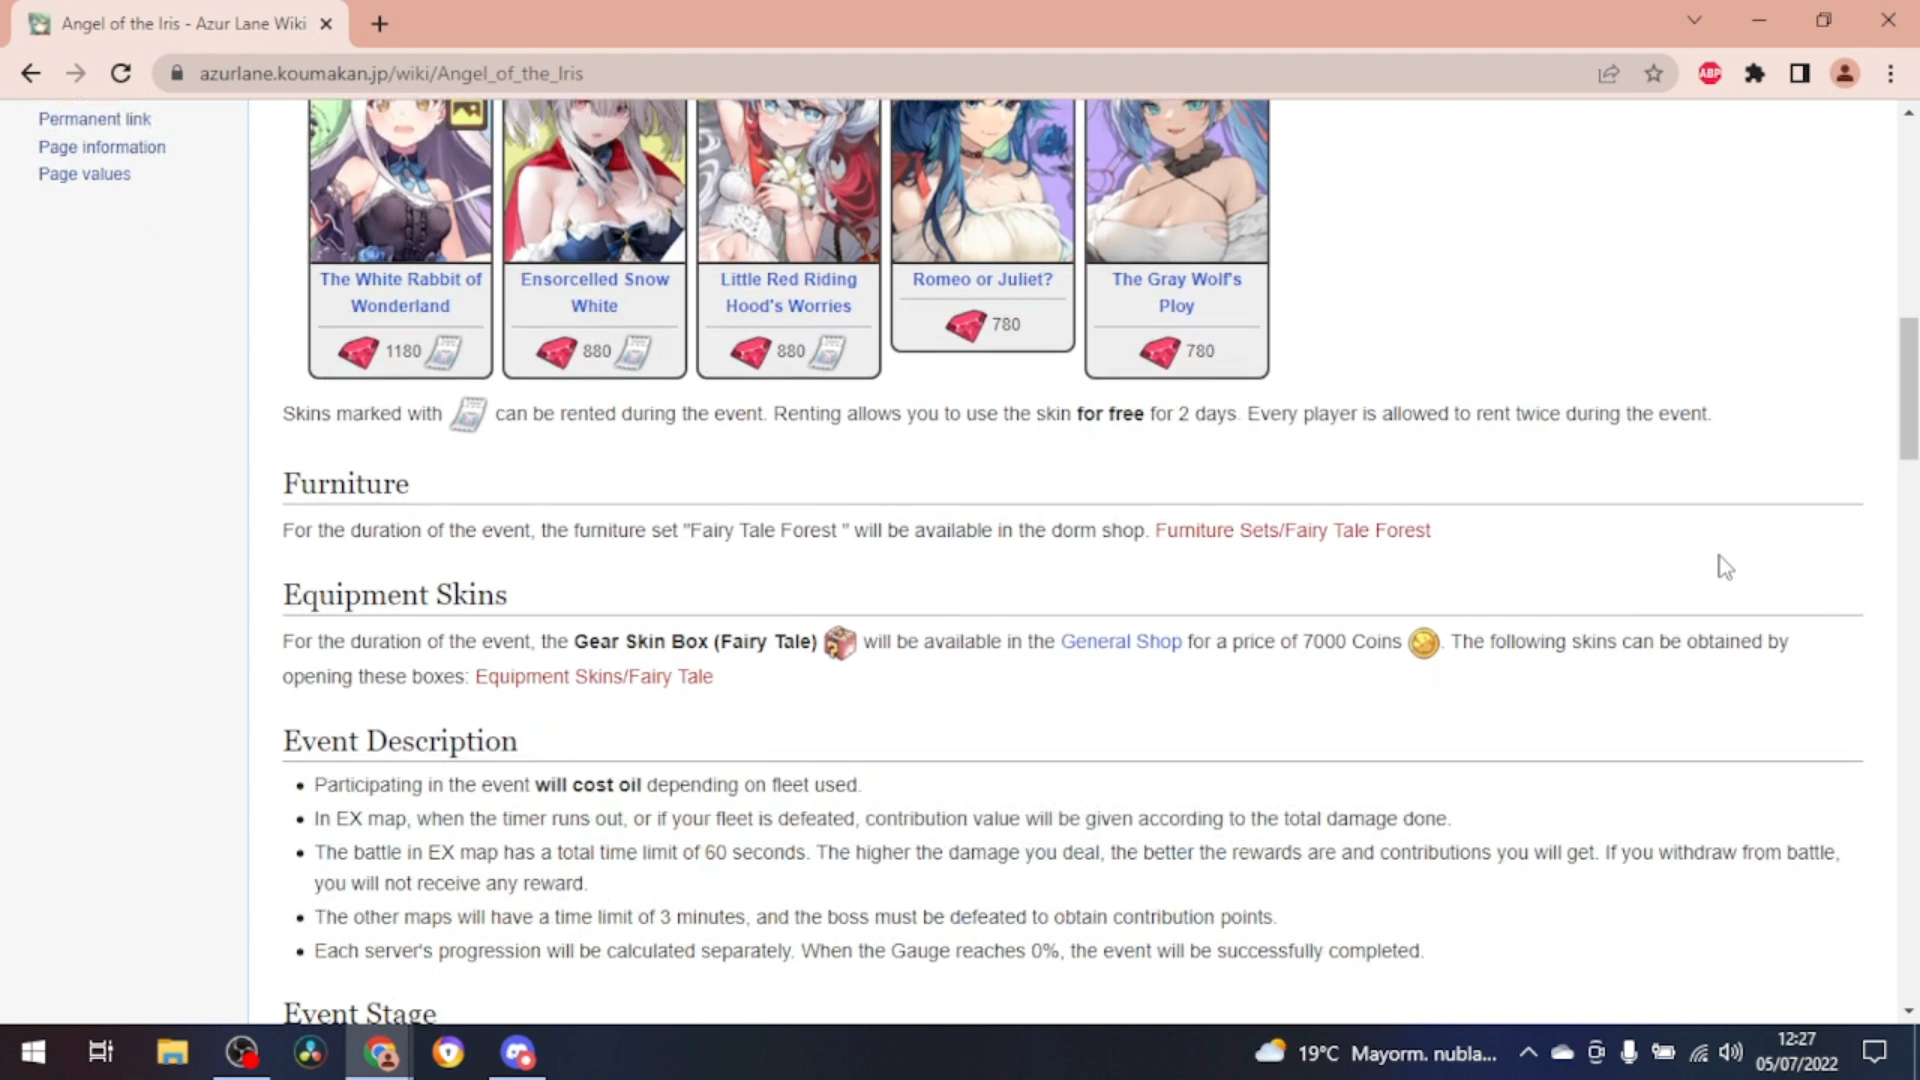 Angel of the Iris - Azur Lane Wiki
azurlane.koumakan.jp/wiki/Angel_of_the_Iris
ABP
Permanent link
Page information
Page values
The White Rabbit of
Wonderland
1180
Ensorcelled Snow
White
880
Little Red Riding
Hood's Worries
880
Romeo or Juliet?
780
The Gray Wolf's
Ploy
780
Skins marked with can be rented during the event. Renting allows you to use the skin for free for 2 days. Every player is allowed to rent twice during the event.
Furniture
For the duration of the event, the furniture set "Fairy Tale Forest " will be available in the dorm shop. Furniture Sets/Fairy Tale Forest
Equipment Skins
For the duration of the event, the Gear Skin Box (Fairy Tale) will be available in the General Shop for a price of 7000 Coins . The following skins can be obtained by
opening these boxes: Equipment Skins/Fairy Tale
Event Description
• Participating in the event will cost oil depending on fleet used.
• In EX map, when the timer runs out, or if your fleet is defeated, contribution value will be given according to the total damage done.
• The battle in EX map has a total time limit of 60 seconds. The higher the damage you deal, the better the rewards are and contributions you will get. If you withdraw from battle,
you will not receive any reward.
• The other maps will have a time limit of 3 minutes, and the boss must be defeated to obtain contribution points.
• Each server's progression will be calculated separately. When the Gauge reaches 0%, the event will be successfully completed.
Event Stage
19°C Mayorm. nubla...
12:27
05/07/2022